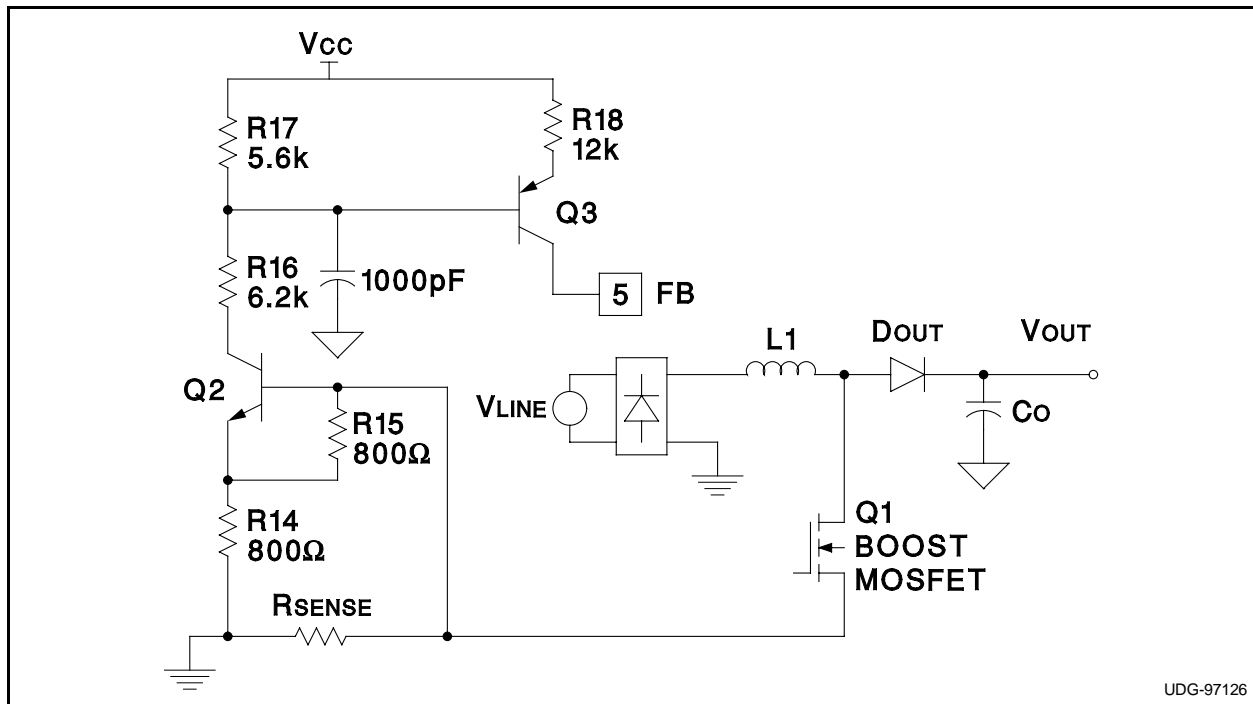 VCC
R17
5.6k
R18
12k
Q3
R16
6.2k
1000pF
5 FB
L1
DOUT
VOUT
Q2
VLINE
CO
R15
800Ω
R14
800Ω
Q1
BOOST
MOSFET
RSENSE
UDG-97126